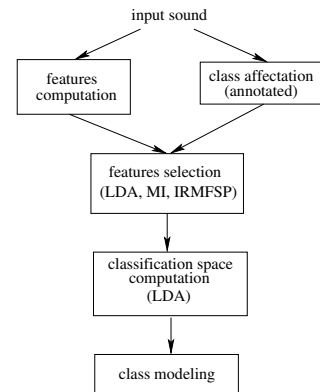 input sound
features
computation
class affectation
(annotated)
features selection
(LDA, MI, IRMFSP)
classification space
computation
(LDA)
class modeling